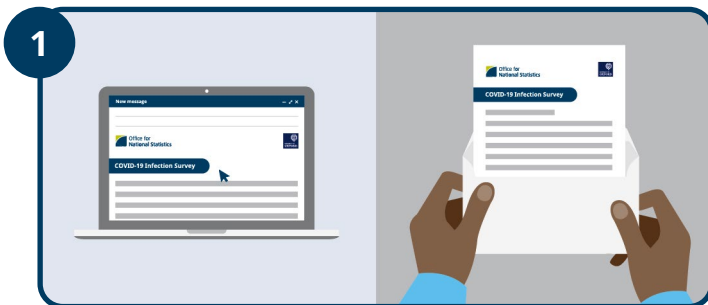 1
New message
Office for
National Statistics
COVID-19 Infection Survey
Office for
National Statistics
COVID-19 Infection Survey